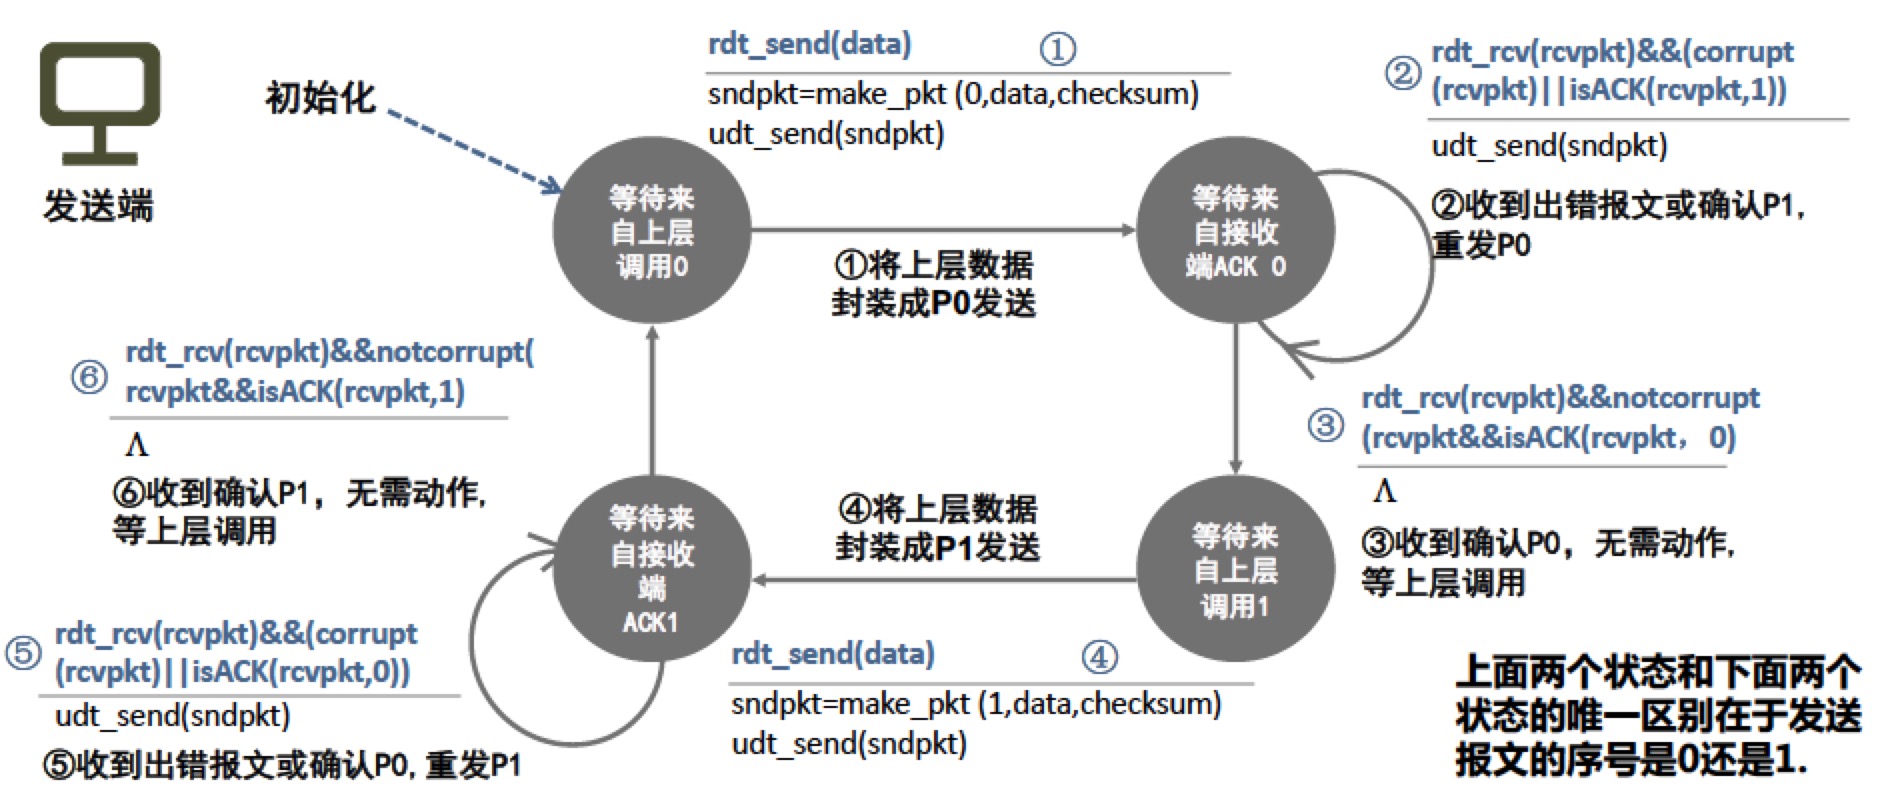 发送端
初始化
rdt_send(data) ①
sndpkt=make_pkt (0,data,checksum)
udt_send(sndpkt)
等待来
自上层
调用0
①将上层数据
封装成P0发送
等待来
自接收
端ACK 0
② rdt_rcv(rcvpkt)&&(corrupt
(rcvpkt)||isACK(rcvpkt,1))
udt_send(sndpkt)
②收到出错报文或确认P1,
重发P0
③ rdt_rcv(rcvpkt)&&notcorrupt
(rcvpkt&&isACK(rcvpkt，0)
Λ
③收到确认P0，无需动作,
等上层调用
等待来
自上层
调用1
④将上层数据
封装成P1发送
rdt_send(data) ④
sndpkt=make_pkt (1,data,checksum)
udt_send(sndpkt)
等待来
自接收
端
ACK1
⑤ rdt_rcv(rcvpkt)&&(corrupt
(rcvpkt)||isACK(rcvpkt,0))
udt_send(sndpkt)
⑤收到出错报文或确认P0,重发P1
⑥ rdt_rcv(rcvpkt)&&notcorrupt(
rcvpkt&&isACK(rcvpkt,1)
Λ
⑥收到确认P1，无需动作,
等上层调用
上面两个状态和下面两个
状态的唯一区别在于发送
报文的序号是0还是1.